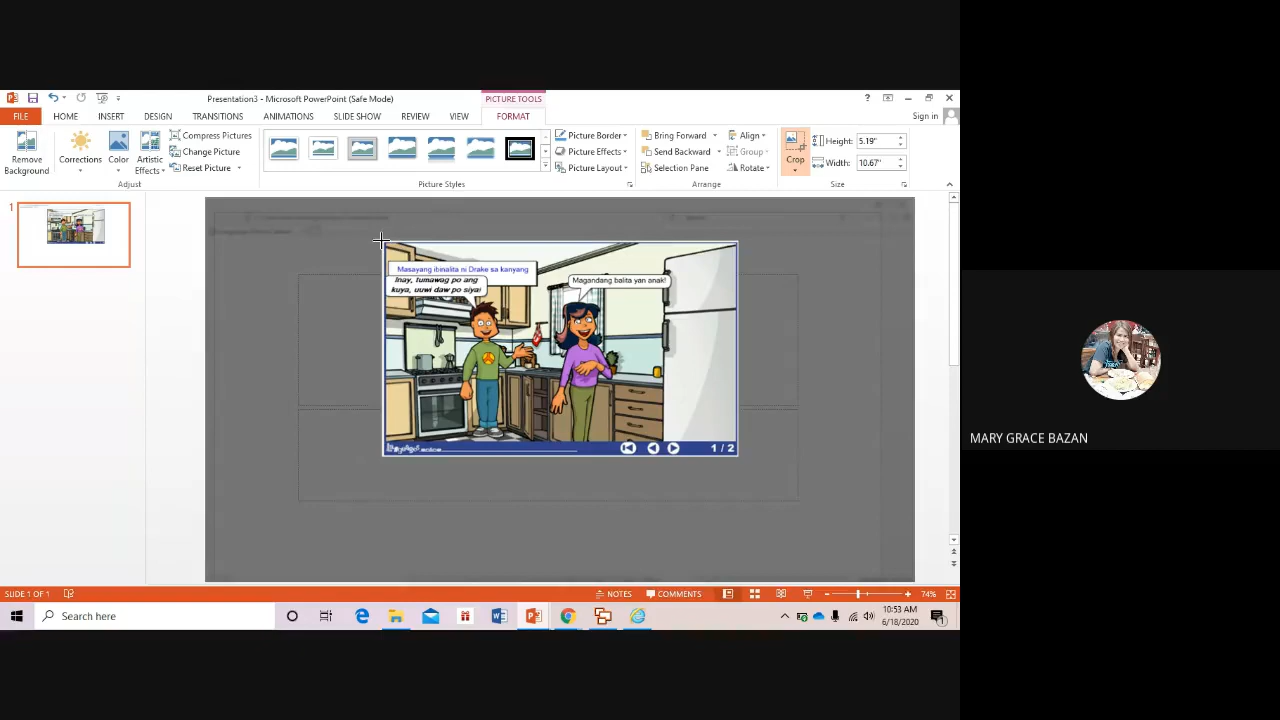 Presentation3 - Microsoft PowerPoint (Safe Mode)
PICTURE TOOLS
?
FILE
HOME
INSERT
DESIGN
TRANSITIONS
ANIMATIONS
SLIDE SHOW
REVIEW
VIEW
FORMAT
Sign in
Remove
Background
Corrections
Color
Artistic
Effects
Compress Pictures
Change Picture
Reset Picture
Adjust
Picture Styles
Picture Border
Picture Effects
Picture Layout
Bring Forward
Send Backward
Selection Pane
Align
Group
Rotate
Arrange
Crop
Height: 5.19"
Width: 10.67"
Size
1
Masayang ibinalita ni Drake sa kanyang
Inay, tumawag po ang
kuya, uuwi daw po siya!
Magandang balita yan anak!
1 / 2
MARY GRACE BAZAN
SLIDE 1 OF 1
NOTES
COMMENTS
74%
Search here
10:53 AM
6/18/2020